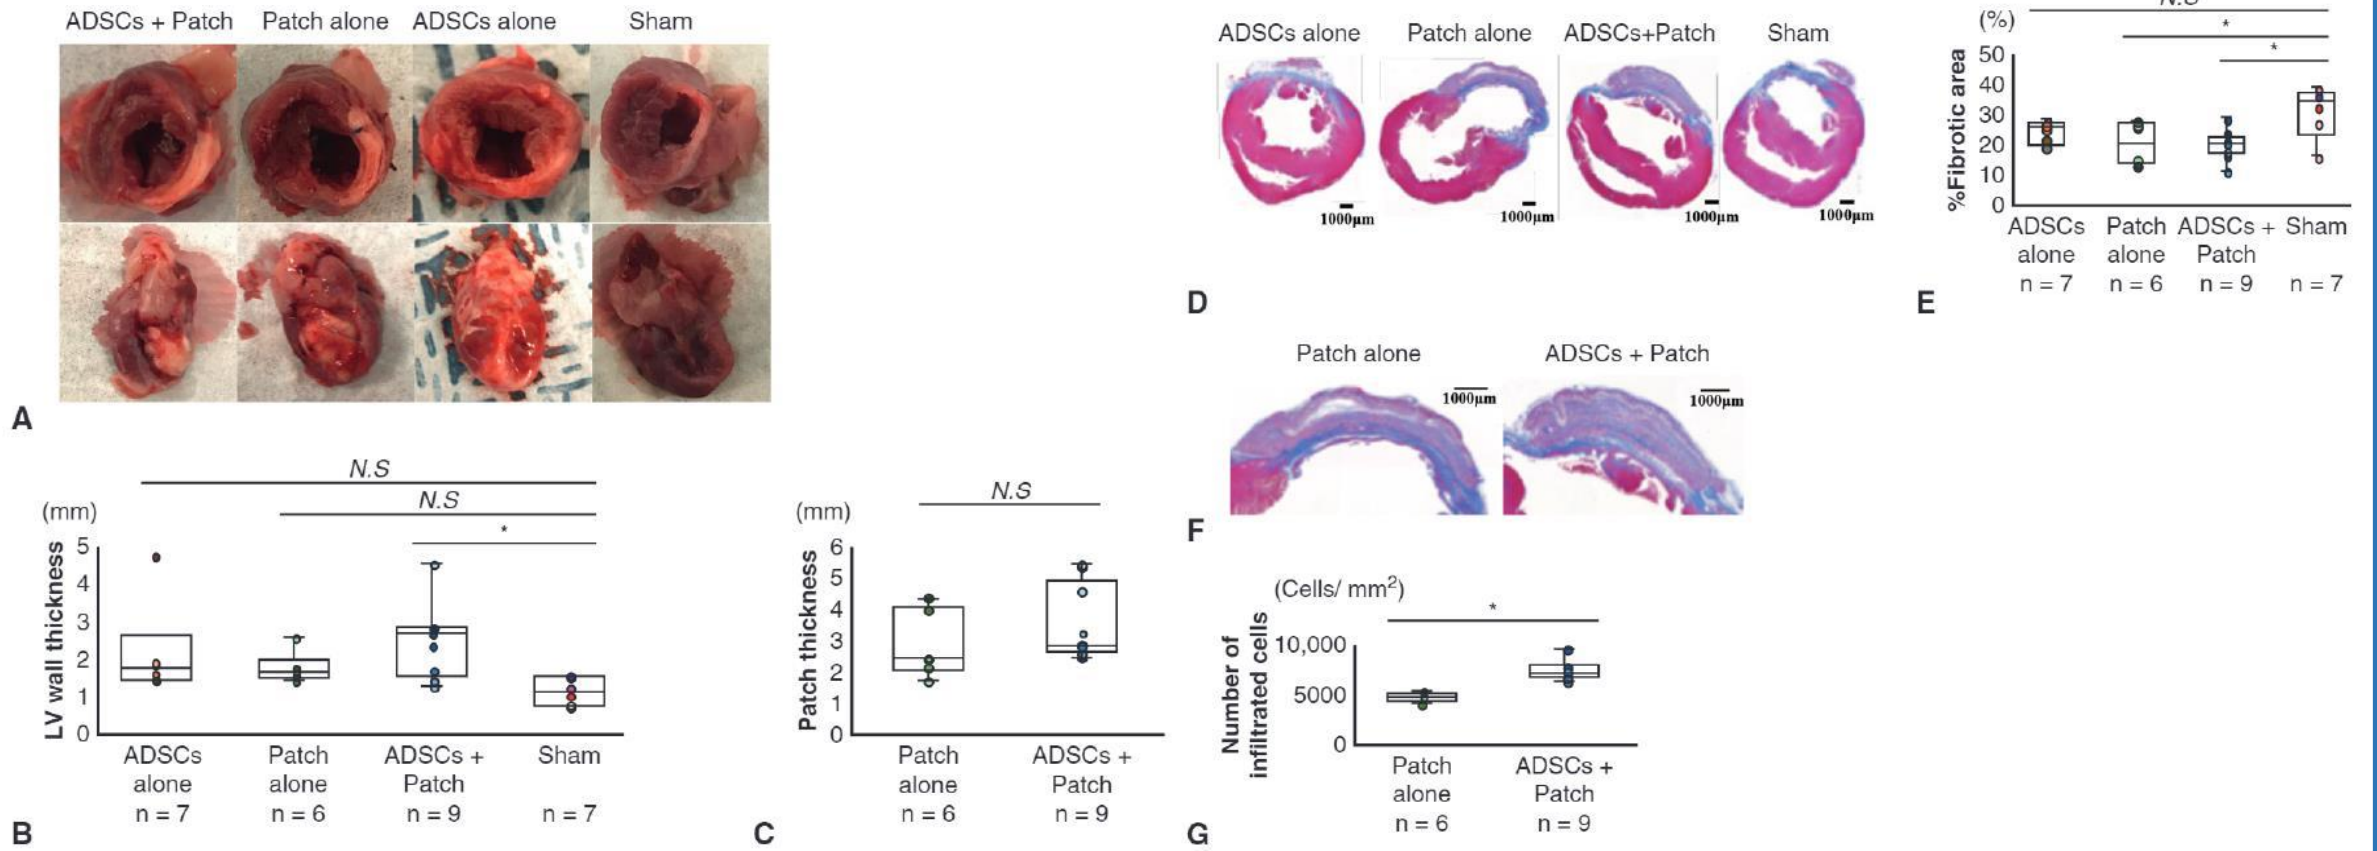 ADSCs + Patch Patch alone ADSCs alone Sham
A
N.S
N.S
*
(mm)
LV wall thickness
5
4
3
2
1
0
ADSCs alone n = 7
Patch alone n = 6
ADSCs + Patch n = 9
Sham n = 7
B
N.S
(mm)
Patch thickness
6
5
4
3
2
1
0
Patch alone n = 6
ADSCs + Patch n = 9
C
ADSCs alone Patch alone ADSCs+Patch Sham
1000µm 1000µm 1000µm 1000µm
D
N.S
*
*
(%)
%Fibrotic area
50
40
30
20
10
0
ADSCs alone n = 7
Patch alone n = 6
ADSCs + Patch n = 9
Sham n = 7
E
Patch alone ADSCs + Patch
1000µm 1000µm
F
(Cells/ mm²)
*
Number of
infiltrated cells
10,000
5000
0
Patch alone n = 6
ADSCs + Patch n = 9
G